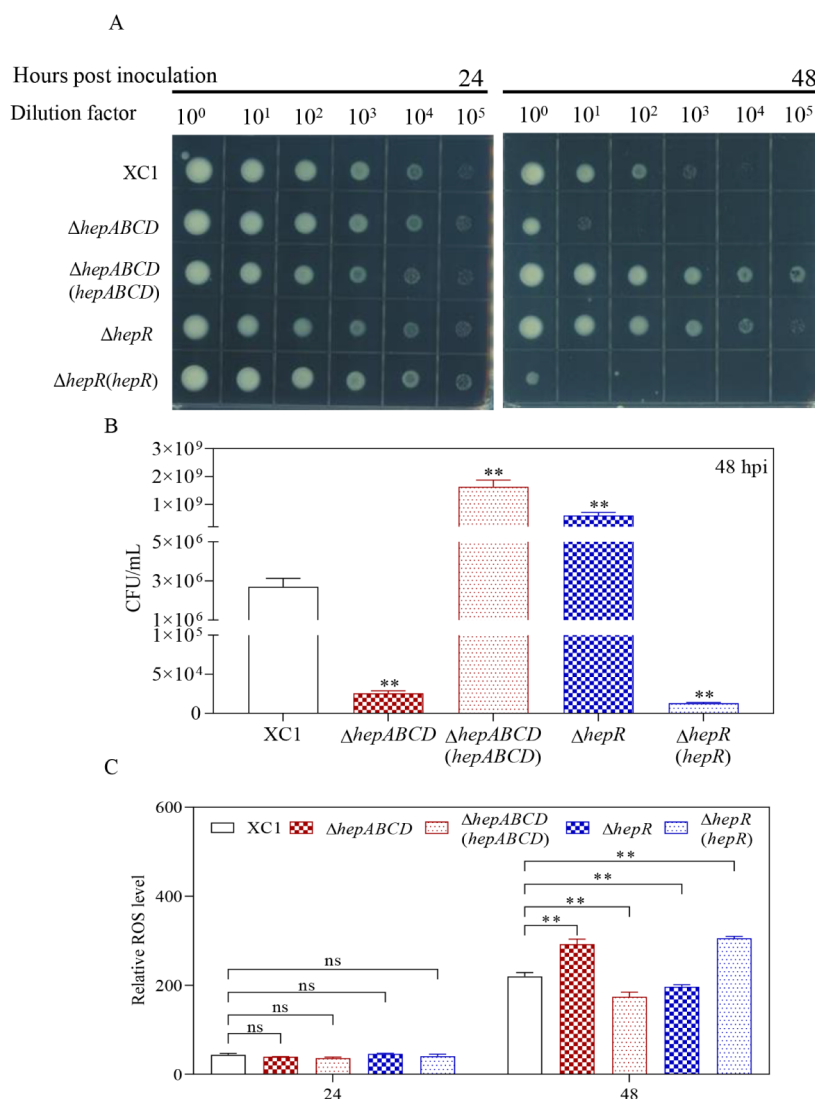 A
Hours post inoculation 24 48
Dilution factor 10⁰ 10¹ 10² 10³ 10⁴ 10⁵ 10⁰ 10¹ 10² 10³ 10⁴ 10⁵
XC1
ΔhepABCD
ΔhepABCD
(hepABCD)
ΔhepR
ΔhepR(hepR)
B
48 hpi
CFU/mL
3×10⁹
2×10⁹
1×10⁹
5×10⁶
3×10⁶
1×10⁶
1×10⁵
5×10⁴
0
** ** ** **
XC1 ΔhepABCD ΔhepABCD ΔhepR ΔhepR
(hepABCD) (hepR)
C
Relative ROS level
600
400
200
0
XC1 ΔhepABCD ΔhepABCD ΔhepR ΔhepR
(hepABCD) (hepR)
**
**
**
**
ns
ns
ns
ns
24 48